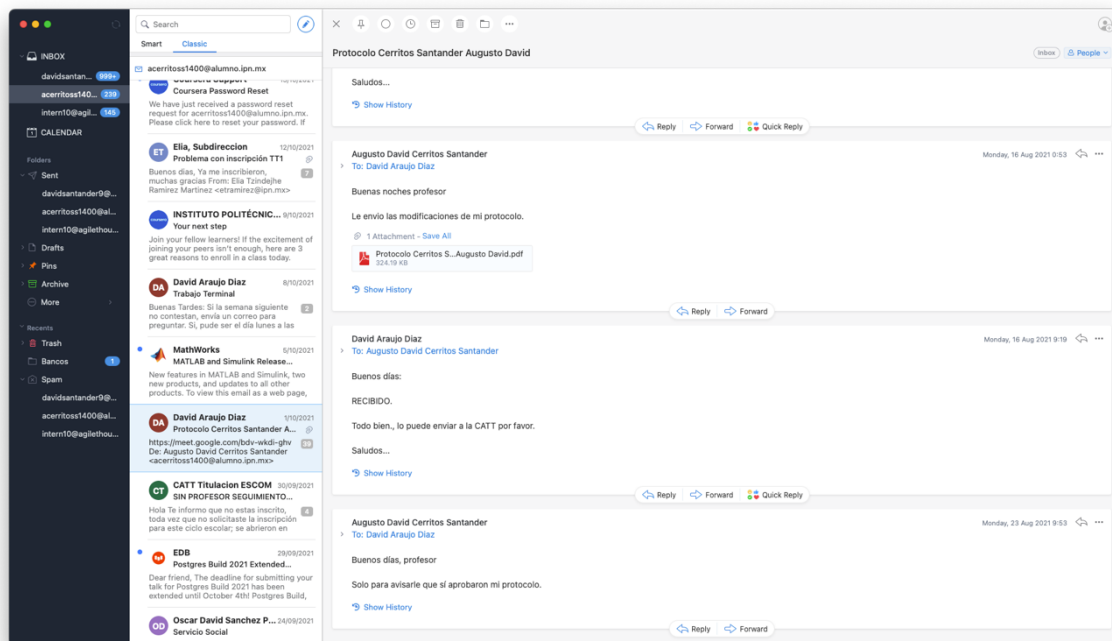 Search
Smart Classic
INBOX
davidsantan... 999+
acerritoss140... 239
intern10@agil... 145
CALENDAR
Folders
Sent
davidsantander9@...
acerritoss1400@al...
intern10@agilethou...
Drafts
Pins
Archive
More
Recents
Trash
Bancos 1
Spam
davidsantander9@...
acerritoss1400@al...
intern10@agilethou...
acerritoss1400@alumno.ipn.mx
Coursera Support 13/10/2021
Coursera Password Reset
We have just received a password reset
request for acerritoss1400@alumno.ipn.mx.
Please click here to reset your password. If
ET
Elia, Subdireccion 12/10/2021
Problema con inscripción TT1
Buenos dias, Ya me inscribieron, 7
muchas gracias From: Elia Tzindejhe
Ramirez Martinez <etramirez@ipn.mx>
INSTITUTO POLITÉCNIC... 9/10/2021
Your next step
Join your fellow learners! If the excitement of
joining your peers isn't enough, here are 3
great reasons to enroll in a class today.
DA
David Araujo Diaz 8/10/2021
Trabajo Terminal
Buenas Tardes: Si la semana siguiente 2
no contestan, envía un correo para
preguntar. Si, pude ser el día lunes a las
MathWorks 5/10/2021
MATLAB and Simulink Release...
New features in MATLAB and Simulink, two
new products, and updates to all other
products. To view this email as a web page,
DA
David Araujo Diaz 1/10/2021
Protocolo Cerritos Santander A...
https://meet.google.com/bdv-wkdi-ghv 39
De: Augusto David Cerritos Santander
<acerritoss1400@alumno.ipn.mx>
CT
CATT Titulacion ESCOM 30/09/2021
SIN PROFESOR SEGUIMIENTO...
Hola Te informo que no estas inscrito, 4
toda vez que no solicitaste la inscripción
para este ciclo escolar; se abrieron en
EDB 29/09/2021
Postgres Build 2021 Extended...
Dear friend, The deadline for submitting your
talk for Postgres Build 2021 has been
extended until October 4th! Postgres Build,
OD
Oscar David Sanchez P... 24/09/2021
Servicio Social
Protocolo Cerritos Santander Augusto David
Inbox People
Saludos...
Show History
Reply Forward Quick Reply
Augusto David Cerritos Santander Monday, 16 Aug 2021 0:53
To: David Araujo Díaz
Buenas noches profesor
Le envío las modificaciones de mi protocolo.
1 Attachment - Save All
Protocolo Cerritos S...Augusto David.pdf
324.19 KB
Show History
Reply Forward
David Araujo Diaz Monday, 16 Aug 2021 9:19
To: Augusto David Cerritos Santander
Buenos días:
RECIBIDO.
Todo bien., lo puede enviar a la CATT por favor.
Saludos...
Show History
Reply Forward Quick Reply
Augusto David Cerritos Santander Monday, 23 Aug 2021 9:53
To: David Araujo Diaz
Buenos días, profesor
Solo para avisarle que sí aprobaron mi protocolo.
Show History
Reply Forward